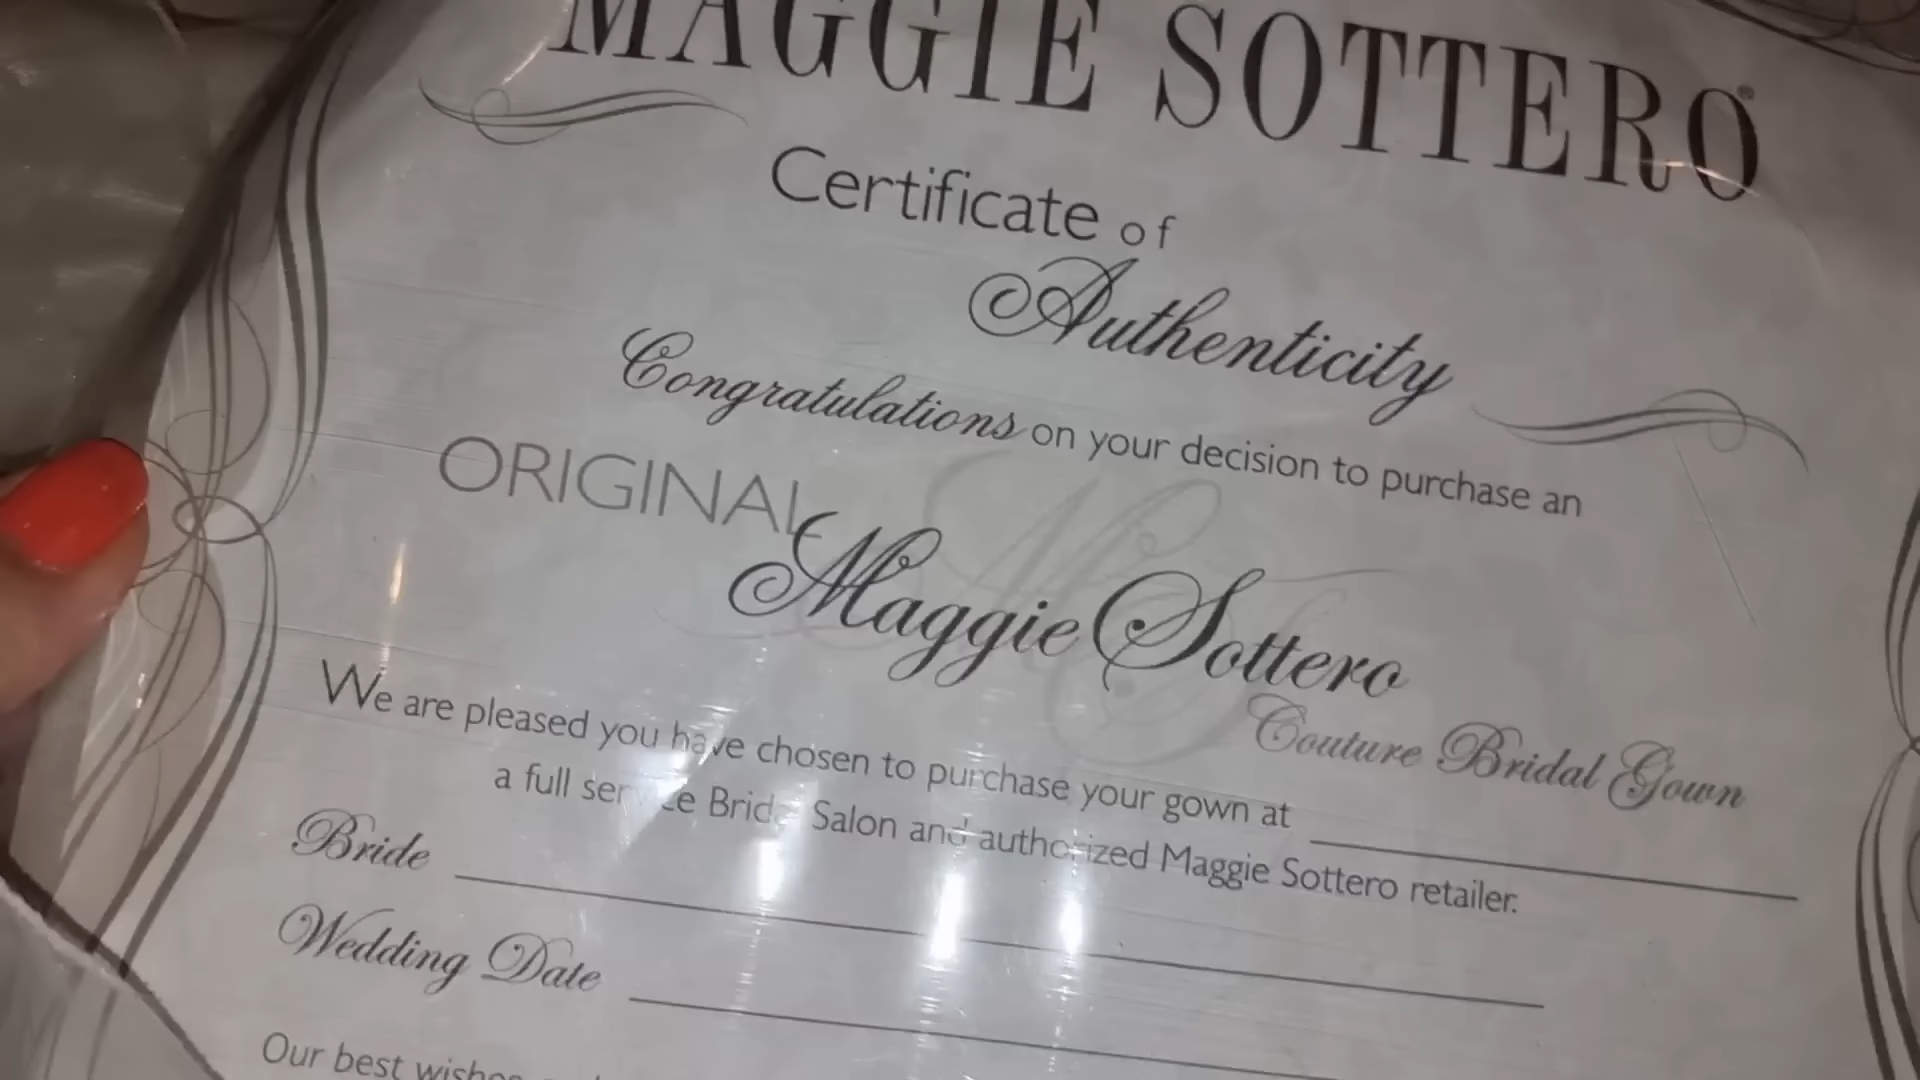 MAGGIE SOTTERO®
Certificate of
Authenticity
Congratulations on your decision to purchase an
ORIGINAL
Maggie Sottero
Couture Bridal Gown
We are pleased you have chosen to purchase your gown at
a full service Bridal Salon and authorized Maggie Sottero retailer.
Bride
Wedding Date
Our best wishes